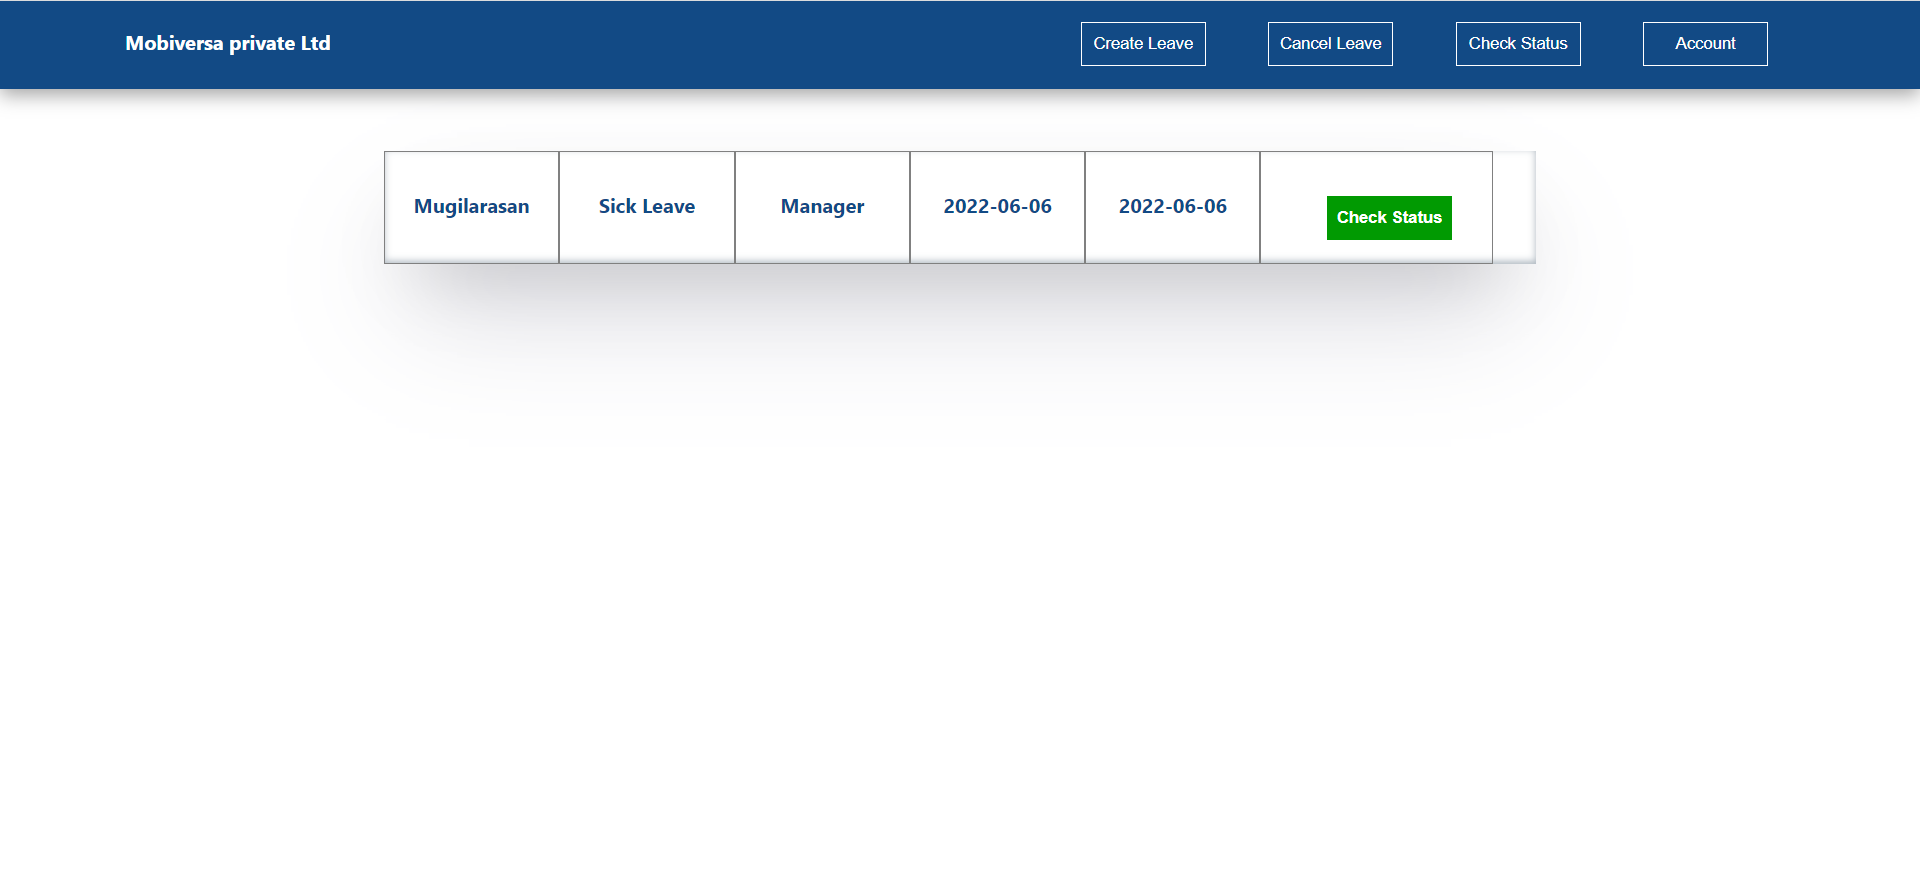 Mobiversa private Ltd
Create Leave
Cancel Leave
Check Status
Account
Mugilarasan
Sick Leave
Manager
2022-06-06
2022-06-06
Check Status